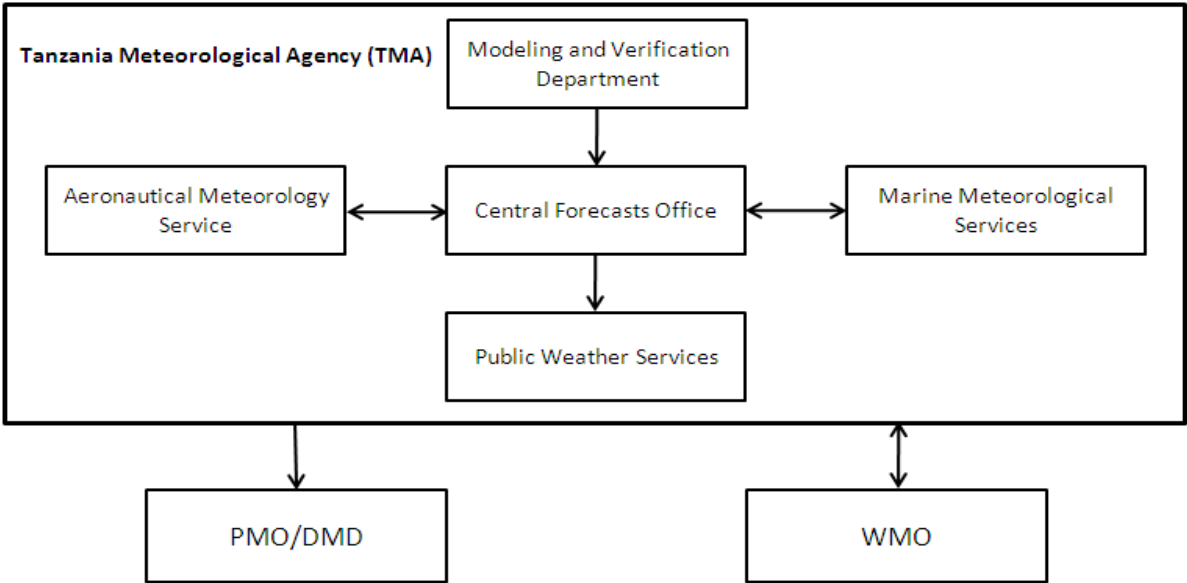 Tanzania Meteorological Agency (TMA)
Modeling and Verification
Department
Aeronautical Meteorology
Service
Central Forecasts Office
Marine Meteorological
Services
Public Weather Services
PMO/DMD
WMO